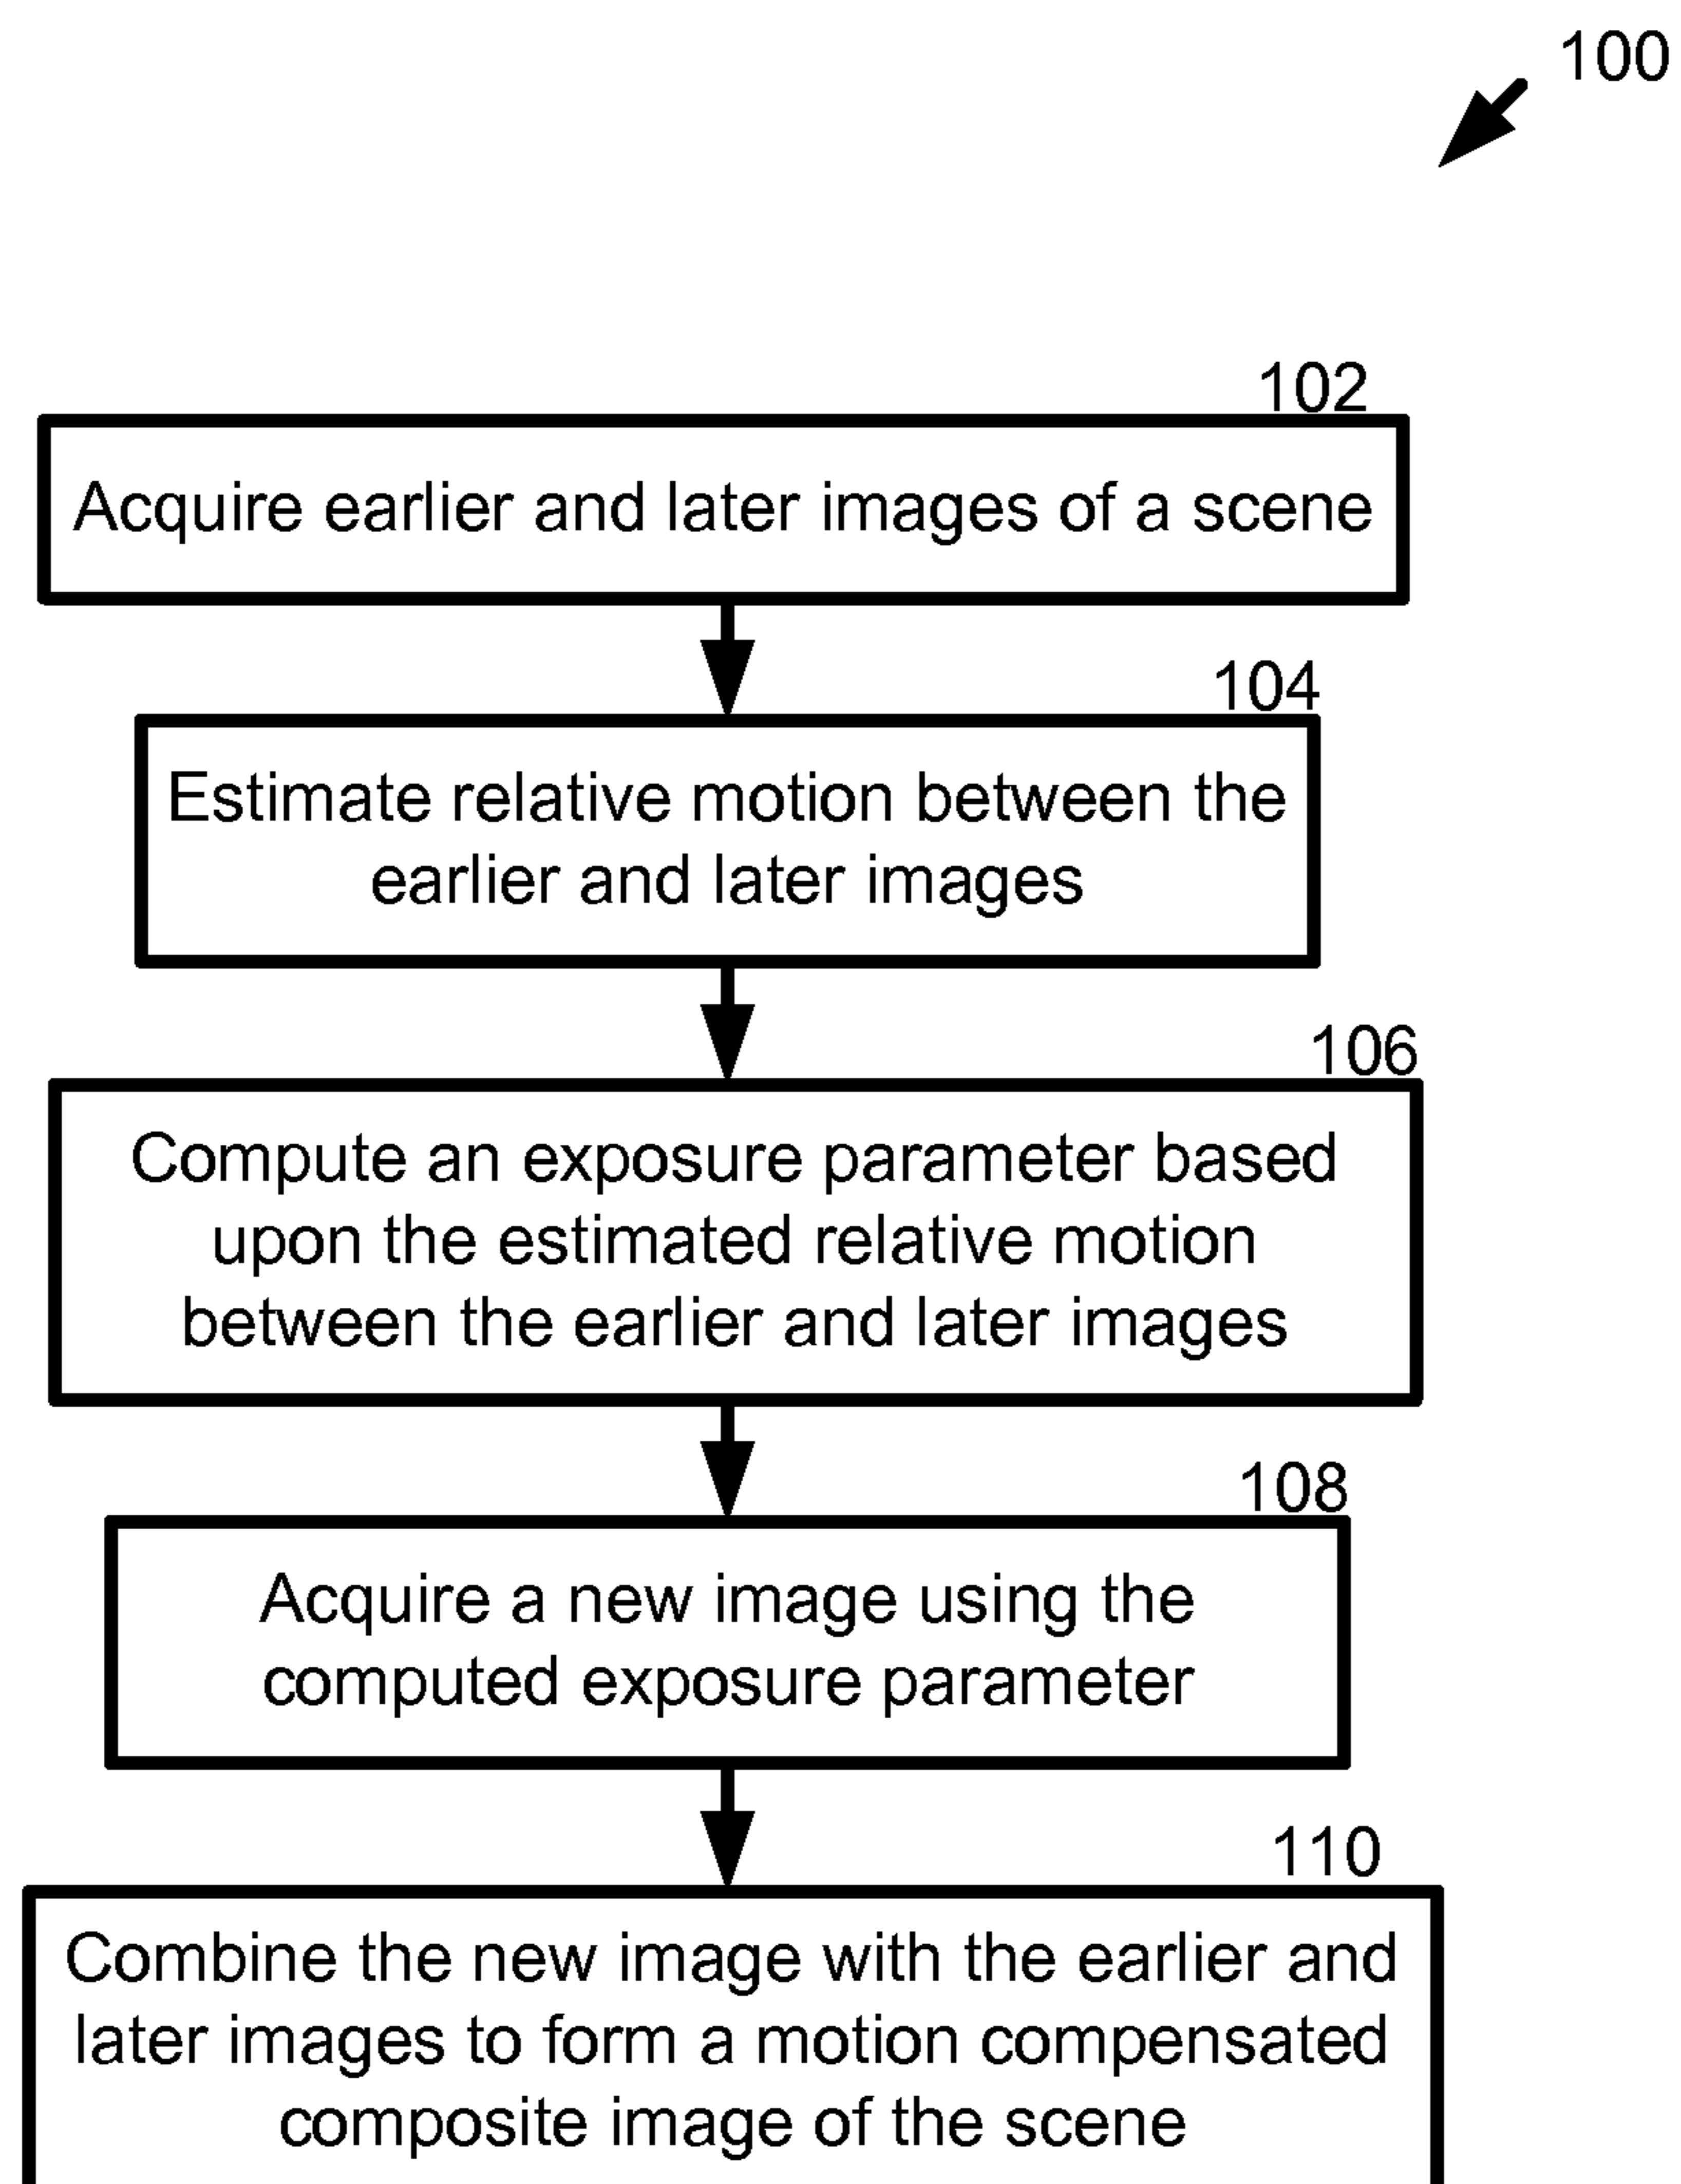 100
102
Acquire earlier and later images of a scene
104
Estimate relative motion between the
earlier and later images
106
Compute an exposure parameter based
upon the estimated relative motion
between the earlier and later images
108
Acquire a new image using the
computed exposure parameter
110
Combine the new image with the earlier and
later images to form a motion compensated
composite image of the scene